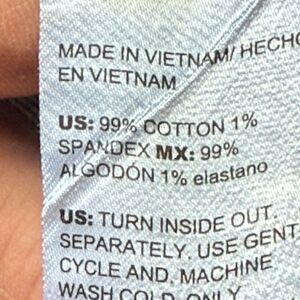 MADE IN VIETNAM/ HECHO
EN VIETNAM
US: 99% COTTON 1%
SPANDEX MX: 99%
ALGODÓN 1% elastano
US: TURN INSIDE OUT.
SEPARATELY. USE GENT
CYCLE AND. MACHINE
WASH COLD ONLY